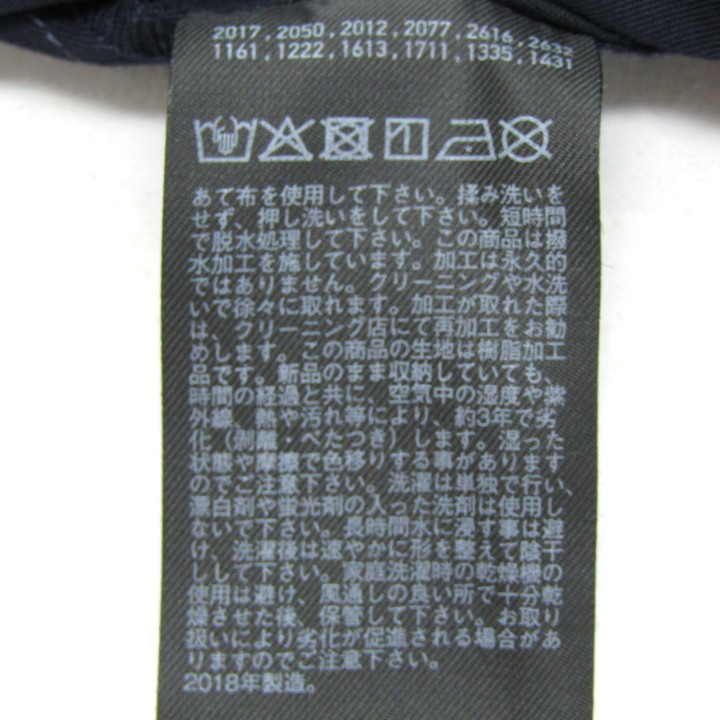 2017,2050,2012,2077,2616,2632
1161,1222,1613,1711,1335,1431
あて布を使用して下さい。揉み洗いを
せず、押し洗いをして下さい。短時間
で脱水処理して下さい。この商品は撥
水加工を施しています。加工は永久的
ではありません。クリーニングや水洗
いで徐々に取れます。加工が取れた際
は、クリーニング店にて再加工をお勧
めします。この商品の生地は樹脂加工
品です。新品のまま収納していても、
時間の経過と共に、空気中の湿度や紫
外線、熱や汚れ等により、約3年で劣
化（剥離・べたつき）します。湿った
状態や摩擦で色移りする事があります
のでご注意下さい。洗濯は単独で行い、
漂白剤や蛍光剤の入った洗剤は使用し
ないで下さい。長時間水に浸す事は避
け、洗濯後は速やかに形を整えて陰干
しして下さい。家庭洗濯時の乾燥機の
使用は避け、風通しの良い所で十分乾
燥させた後、保管して下さい。お取り
扱いにより劣化が促進される場合があ
りますのでご注意下さい。
2018年製造。